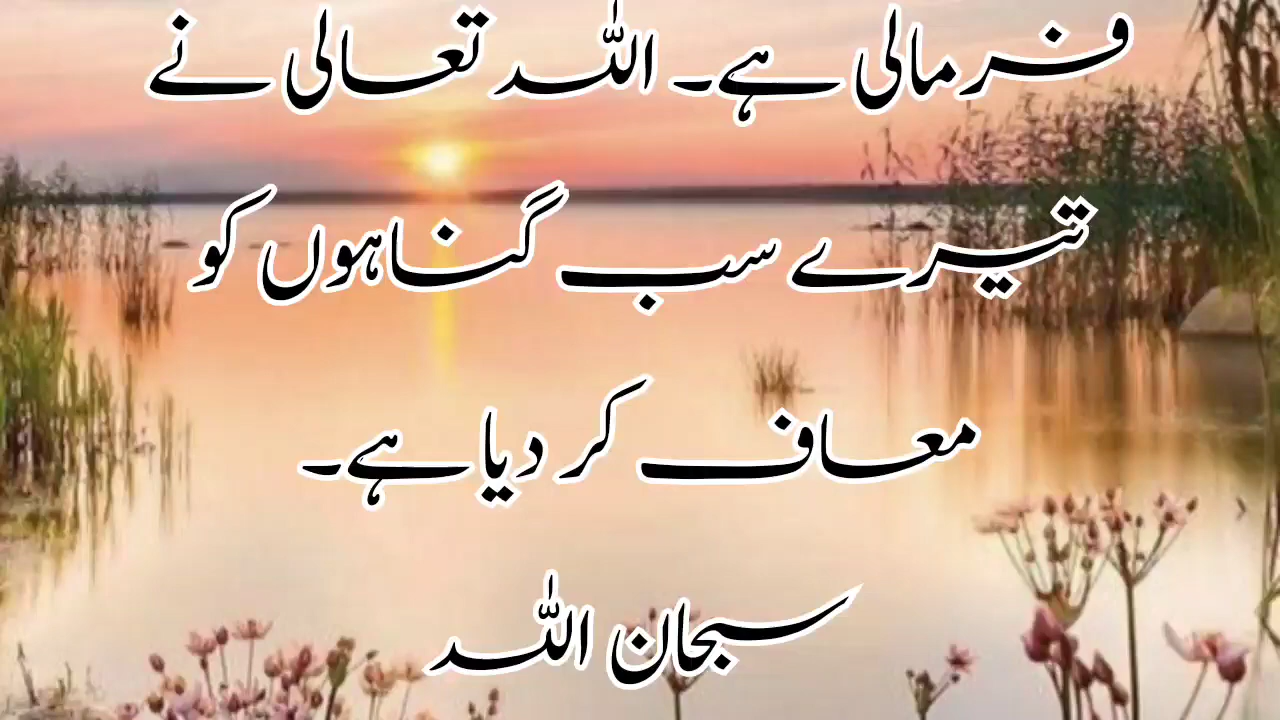 فرمالی ہے۔ اللہ تعالی نے
تیرے سب گناہوں کو
معاف کر دیا ہے۔
سبحان اللہ